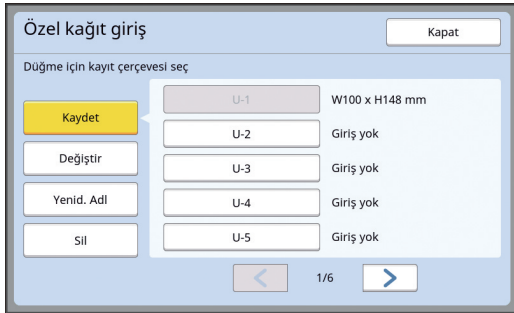 Özel kağıt giriş
Kapat
Düğme için kayıt çerçevesi seç
Kaydet
Değiştir
Yenid. Adl
Sil
U-1 W100 x H148 mm
U-2 Giriş yok
U-3 Giriş yok
U-4 Giriş yok
U-5 Giriş yok
1/6